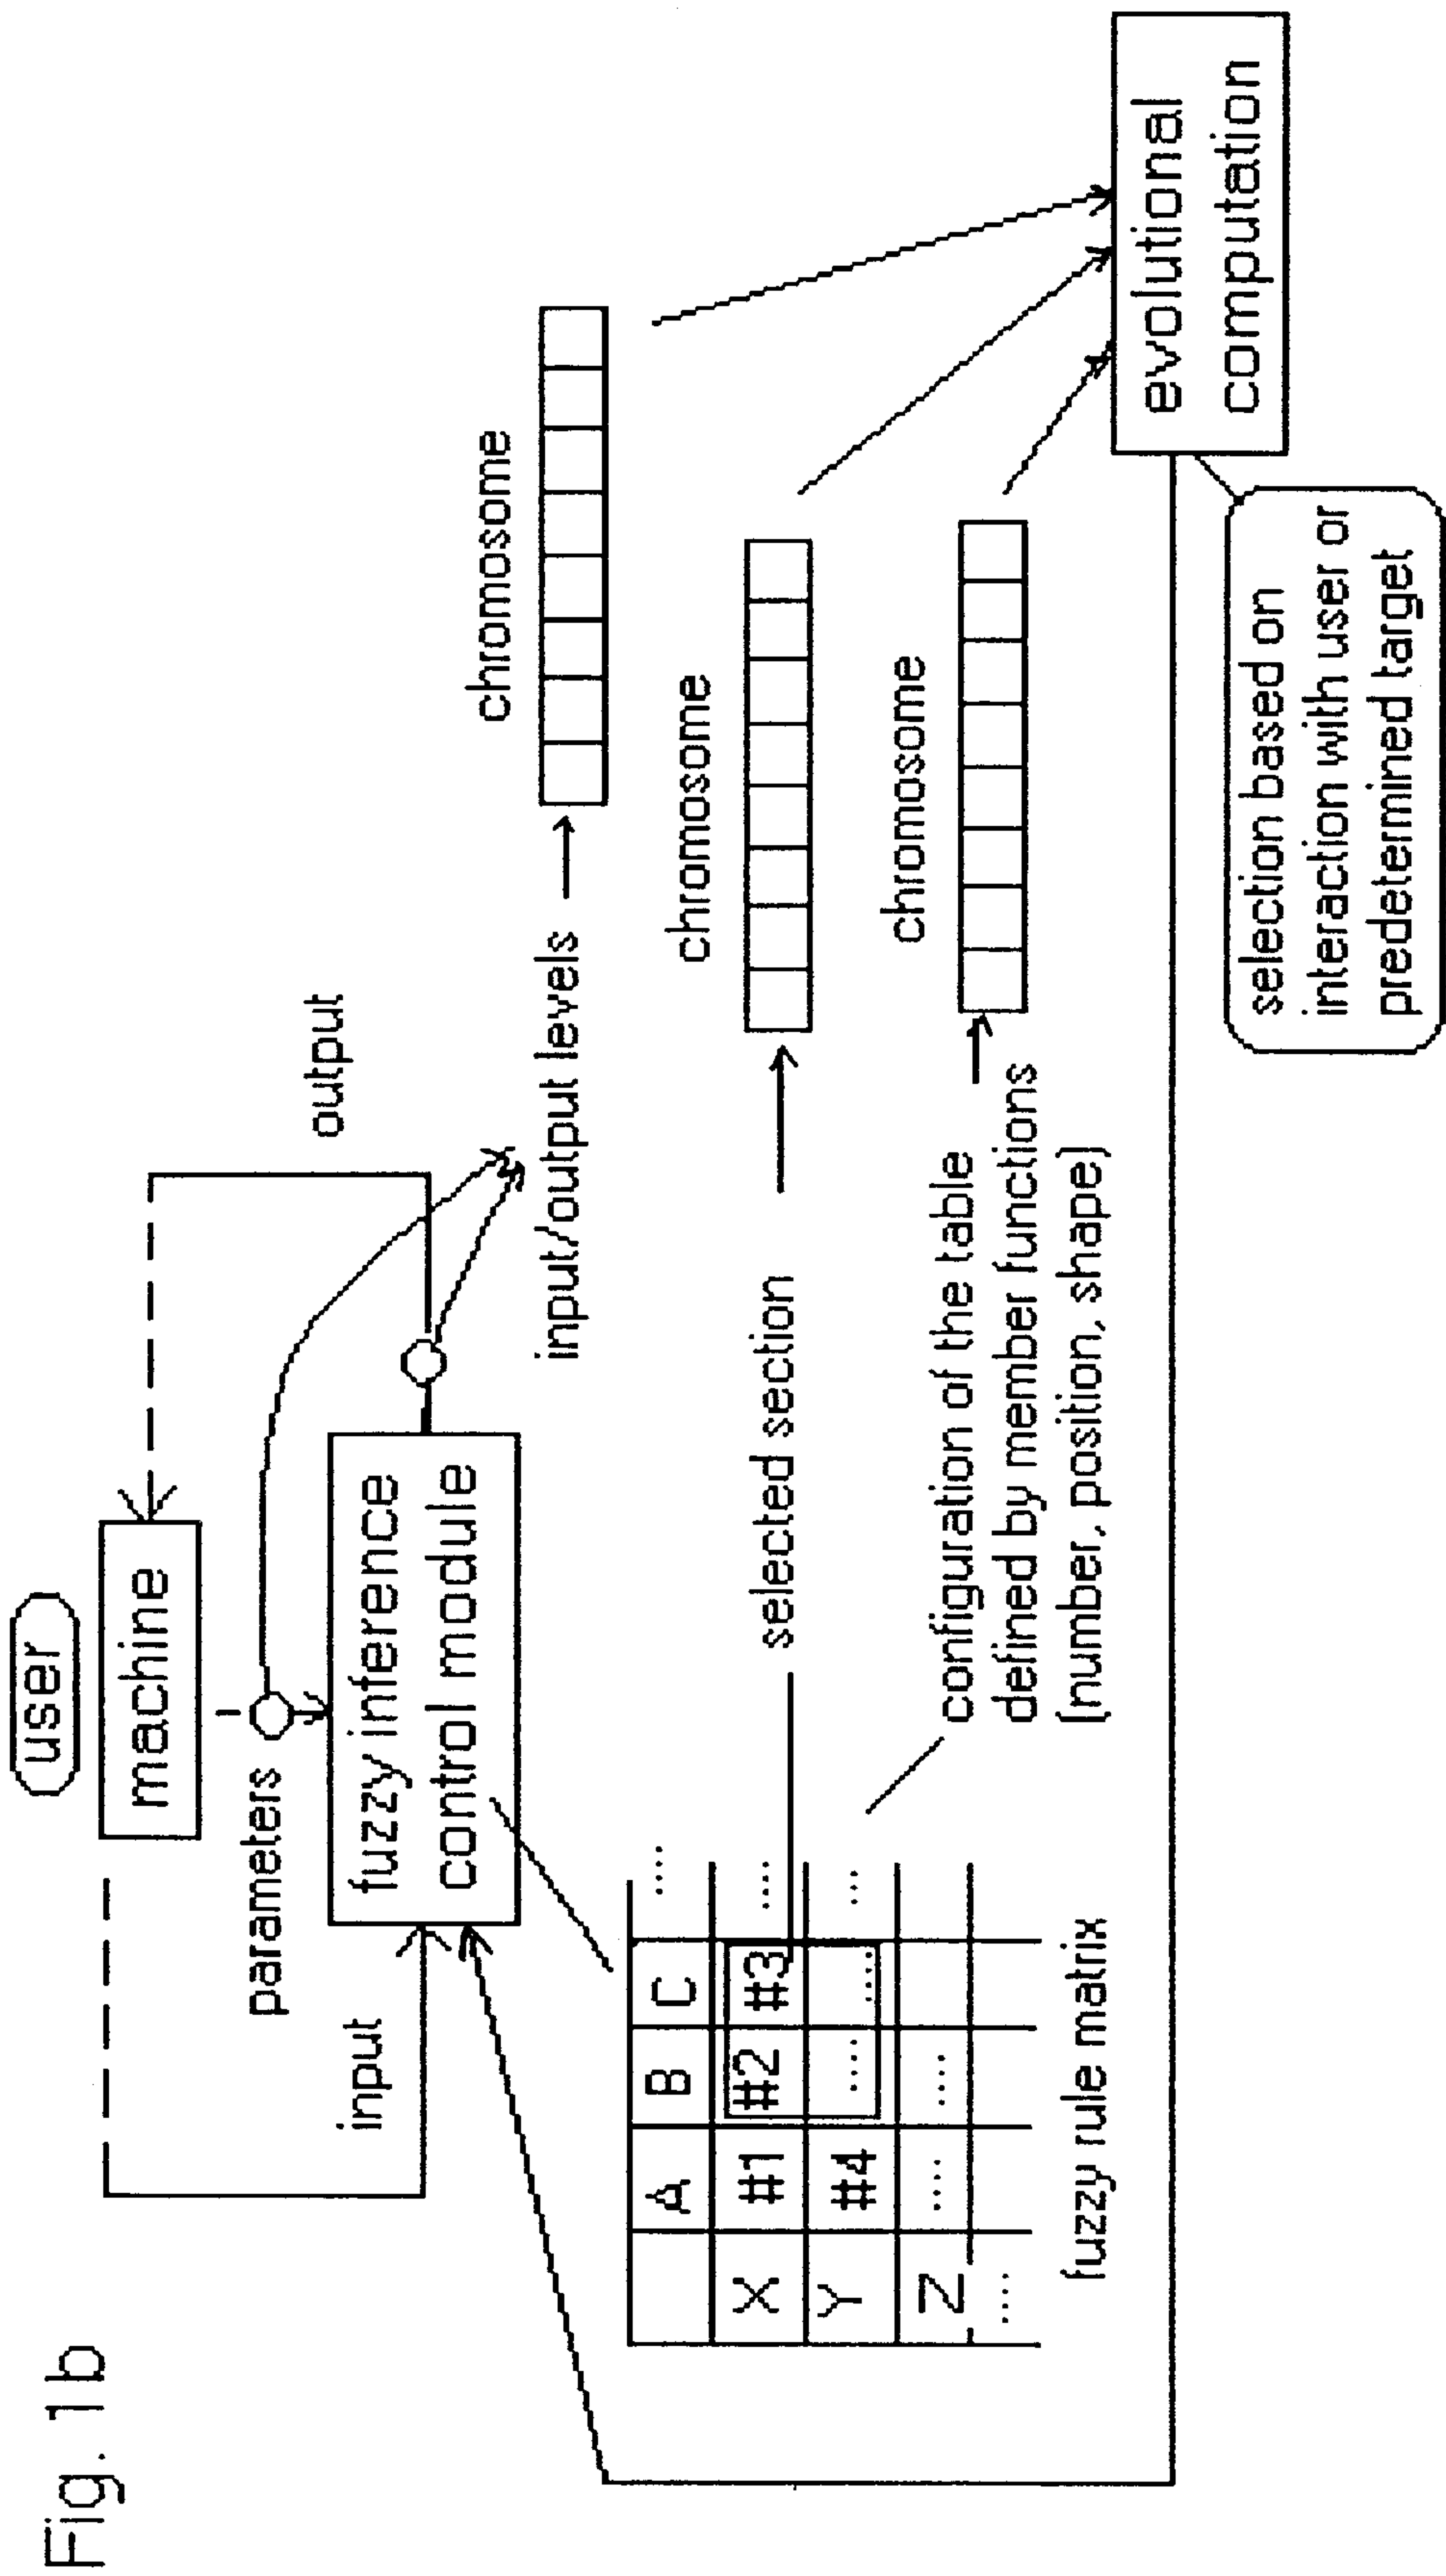 Fig. 1b
user
machine
parameters
input
output
fuzzy inference
control module
input/output levels
chromosome
A B C ....
X #1 #2 #3 ....
Y #4 ..... ..... ...
Z .... ....
....
fuzzy rule matrix
selected section
chromosome
configuration of the table
defined by member functions
(number, position, shape)
chromosome
evolutional
computation
selection based on
interaction with user or
predetermined target